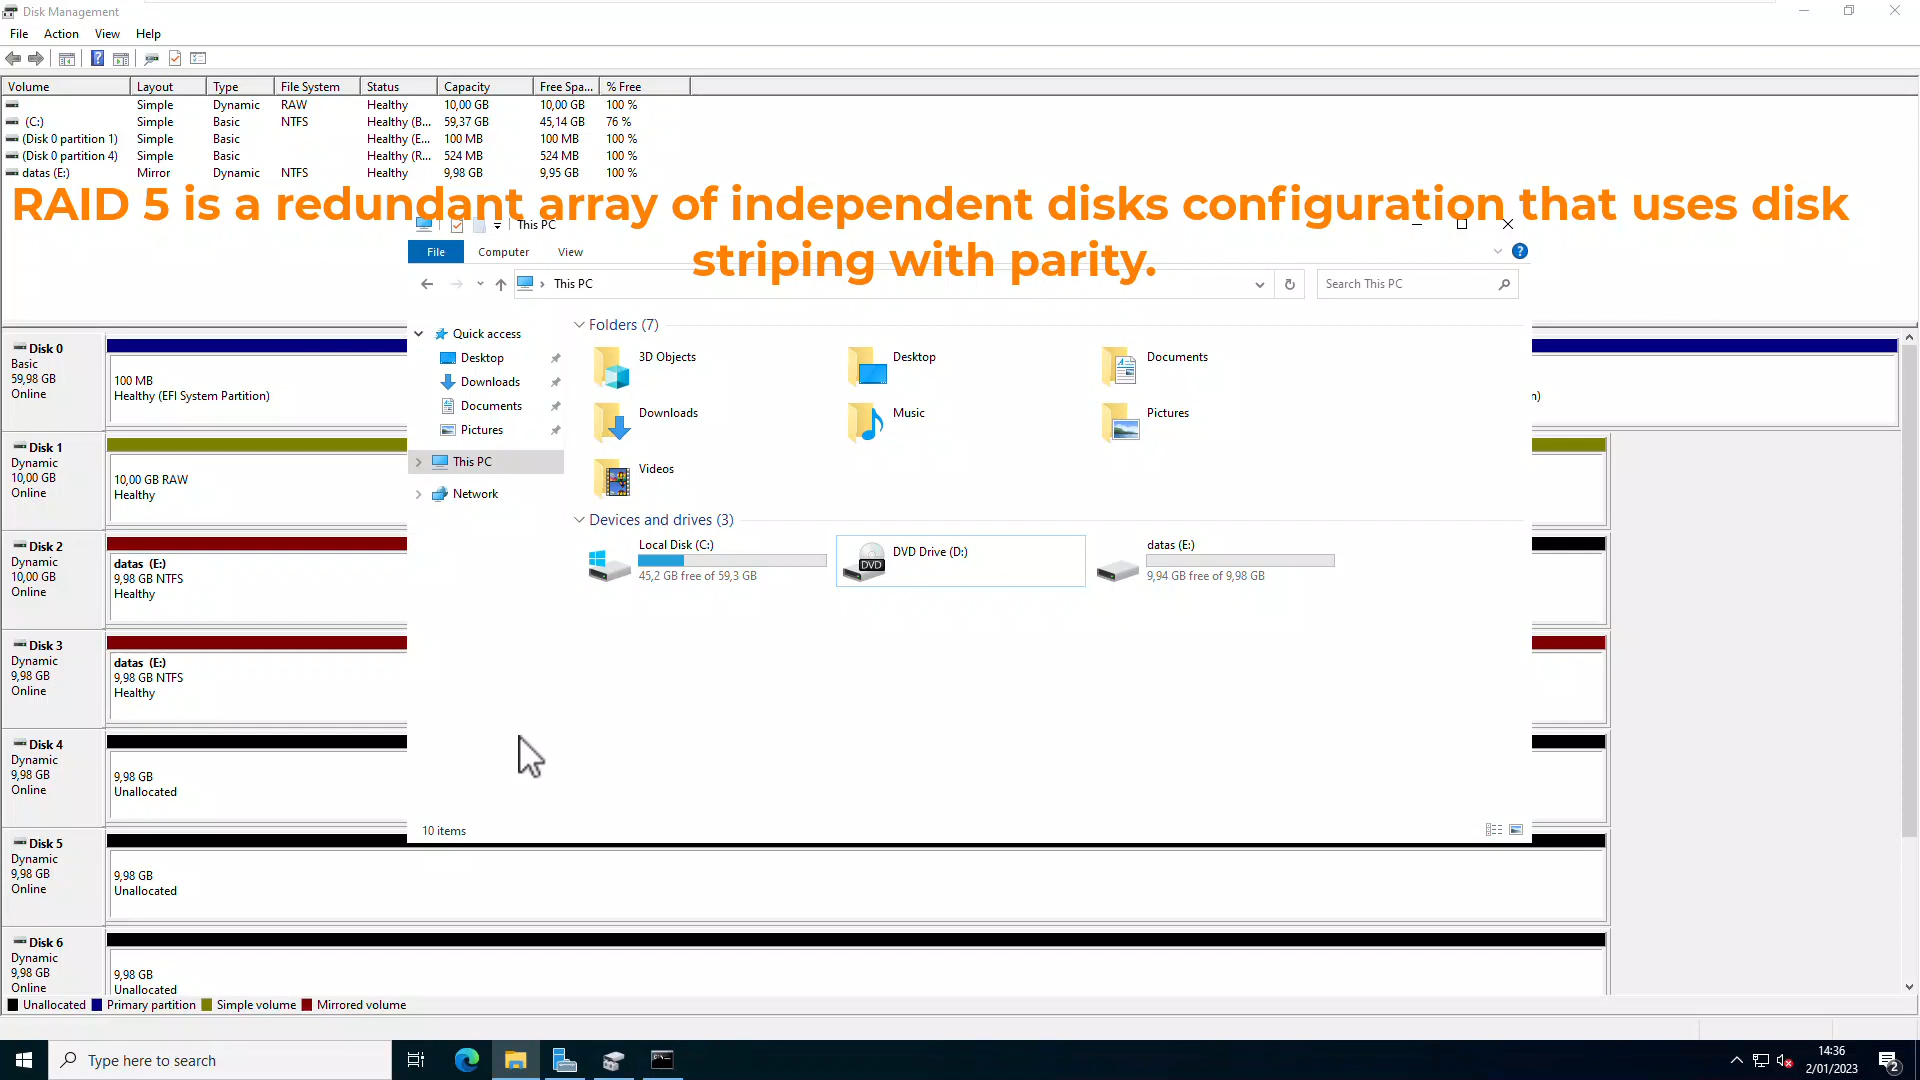 Disk Management
File Action View Help
Volume Layout Type File System Status Capacity Free Spa... % Free
Simple Dynamic RAW Healthy 10,00 GB 10,00 GB 100 %
(C:) Simple Basic NTFS Healthy (B... 59,37 GB 45,14 GB 76 %
(Disk 0 partition 1) Simple Basic Healthy (E... 100 MB 100 MB 100 %
(Disk 0 partition 4) Simple Basic Healthy (R... 524 MB 524 MB 100 %
datas (E:) Mirror Dynamic NTFS Healthy 9,98 GB 9,95 GB 100 %
RAID 5 is a redundant array of independent disks configuration that uses disk
striping with parity.
This PC
File Computer View
This PC
Search This PC
Quick access
Desktop
Downloads
Documents
Pictures
This PC
Network
Folders (7)
3D Objects
Desktop
Documents
Downloads
Music
Pictures
Videos
Devices and drives (3)
Local Disk (C:)
45,2 GB free of 59,3 GB
DVD Drive (D:)
DVD
datas (E:)
9,94 GB free of 9,98 GB
10 items
Disk 0
Basic
59,98 GB
Online
100 MB
Healthy (EFI System Partition)
n)
Disk 1
Dynamic
10,00 GB
Online
10,00 GB RAW
Healthy
Disk 2
Dynamic
10,00 GB
Online
datas (E:)
9,98 GB NTFS
Healthy
Disk 3
Dynamic
9,98 GB
Online
datas (E:)
9,98 GB NTFS
Healthy
Disk 4
Dynamic
9,98 GB
Online
9,98 GB
Unallocated
Disk 5
Dynamic
9,98 GB
Online
9,98 GB
Unallocated
Disk 6
Dynamic
9,98 GB
Online
9,98 GB
Unallocated
Unallocated Primary partition Simple volume Mirrored volume
Type here to search
14:36
2/01/2023
2